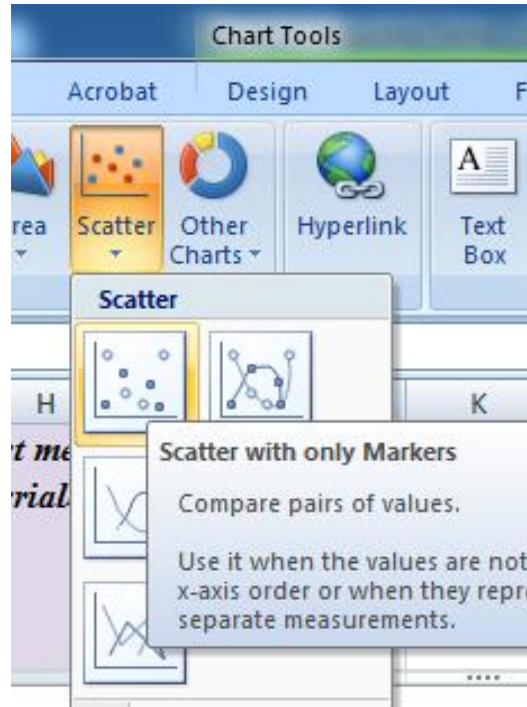 Chart Tools
Acrobat Design Layout F
rea Scatter Other Charts Hyperlink Text Box
Scatter
H K
t me
rial
Scatter with only Markers
Compare pairs of values.
Use it when the values are not
x-axis order or when they repre
separate measurements.